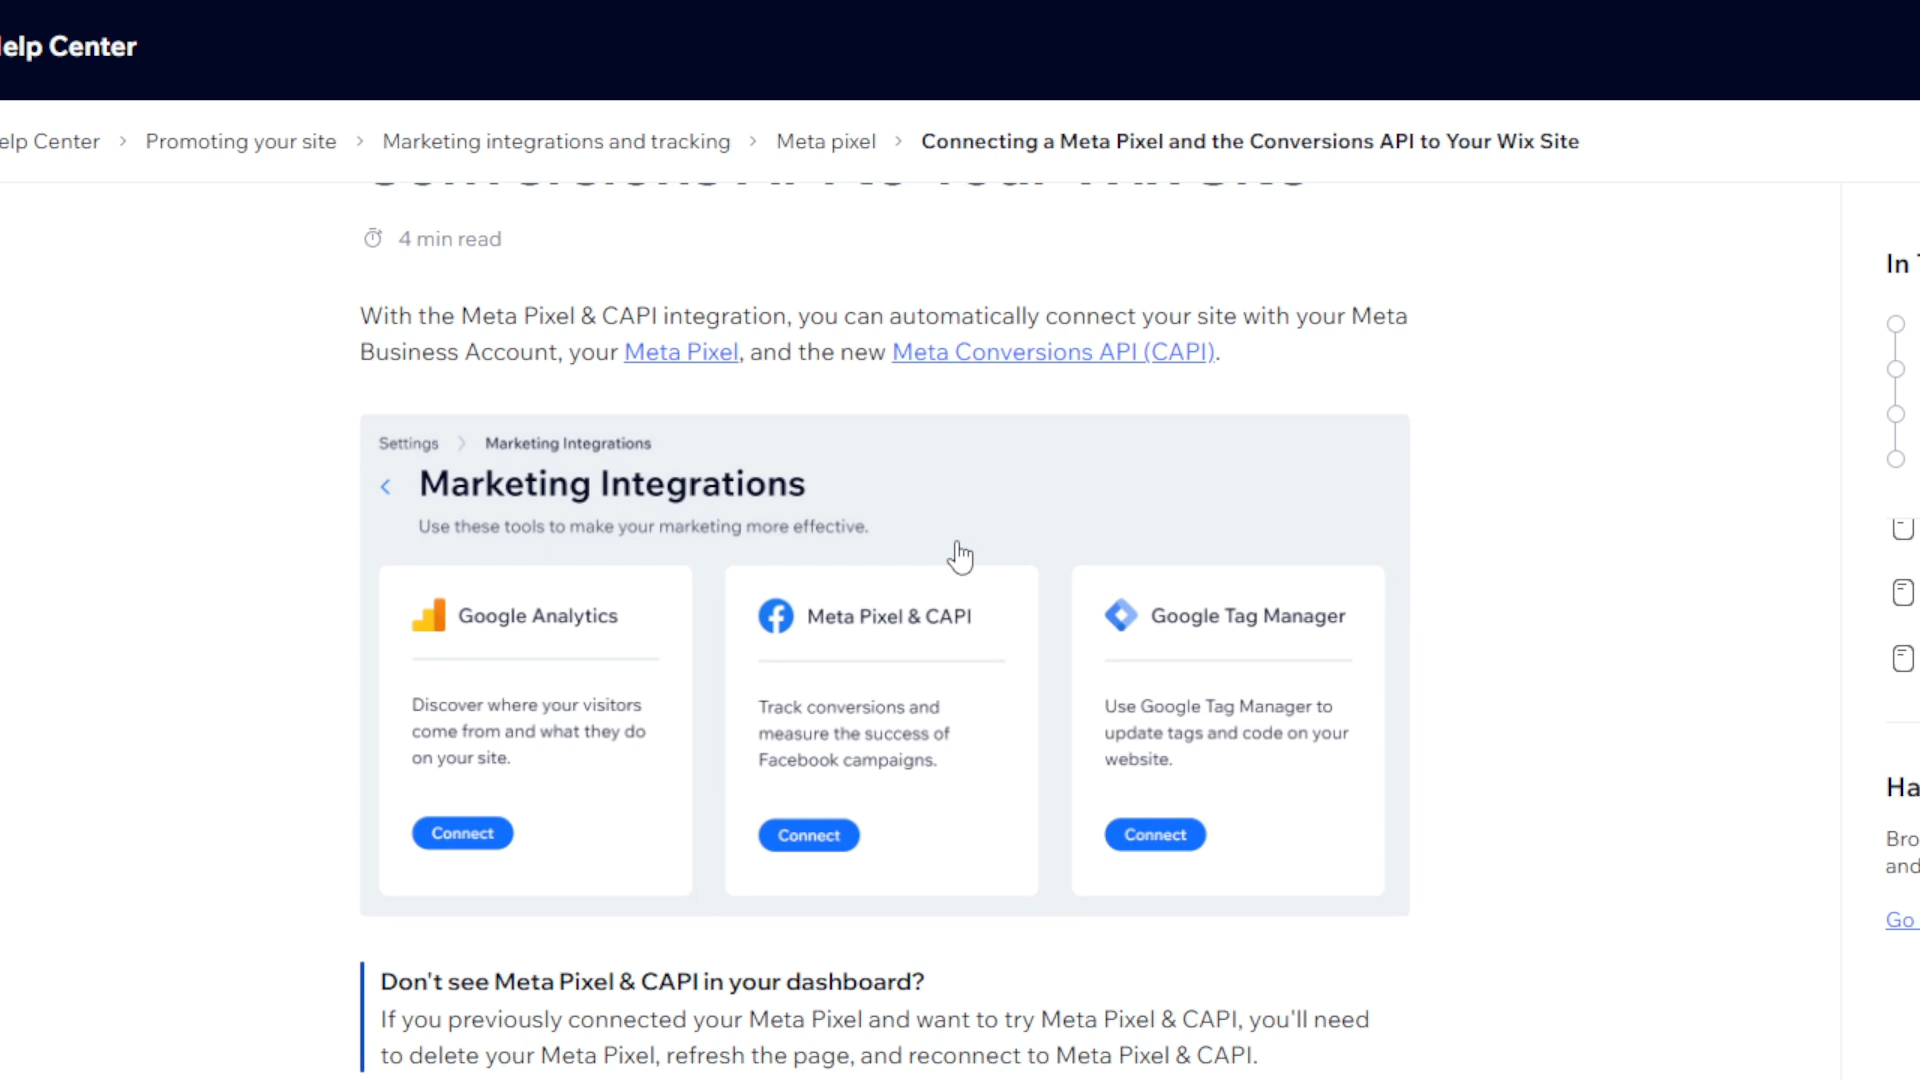 elp Center
elp Center > Promoting your site > Marketing integrations and tracking > Meta pixel > Connecting a Meta Pixel and the Conversions API to Your Wix Site
4 min read
With the Meta Pixel & CAPI integration, you can automatically connect your site with your Meta
Business Account, your Meta Pixel, and the new Meta Conversions API (CAPI).
Settings > Marketing Integrations
Marketing Integrations
Use these tools to make your marketing more effective.
Google Analytics
Discover where your visitors
come from and what they do
on your site.
Connect
Meta Pixel & CAPI
Track conversions and
measure the success of
Facebook campaigns.
Connect
Google Tag Manager
Use Google Tag Manager to
update tags and code on your
website.
Connect
Don't see Meta Pixel & CAPI in your dashboard?
If you previously connected your Meta Pixel and want to try Meta Pixel & CAPI, you'll need
to delete your Meta Pixel, refresh the page, and reconnect to Meta Pixel & CAPI.
In
Ha
Bro
and
Go